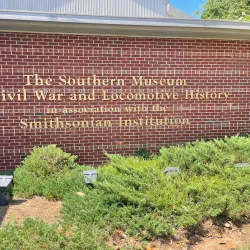 The Southern Museum
ivil War and Locomotive History
in association with the
Smithsonian Institution